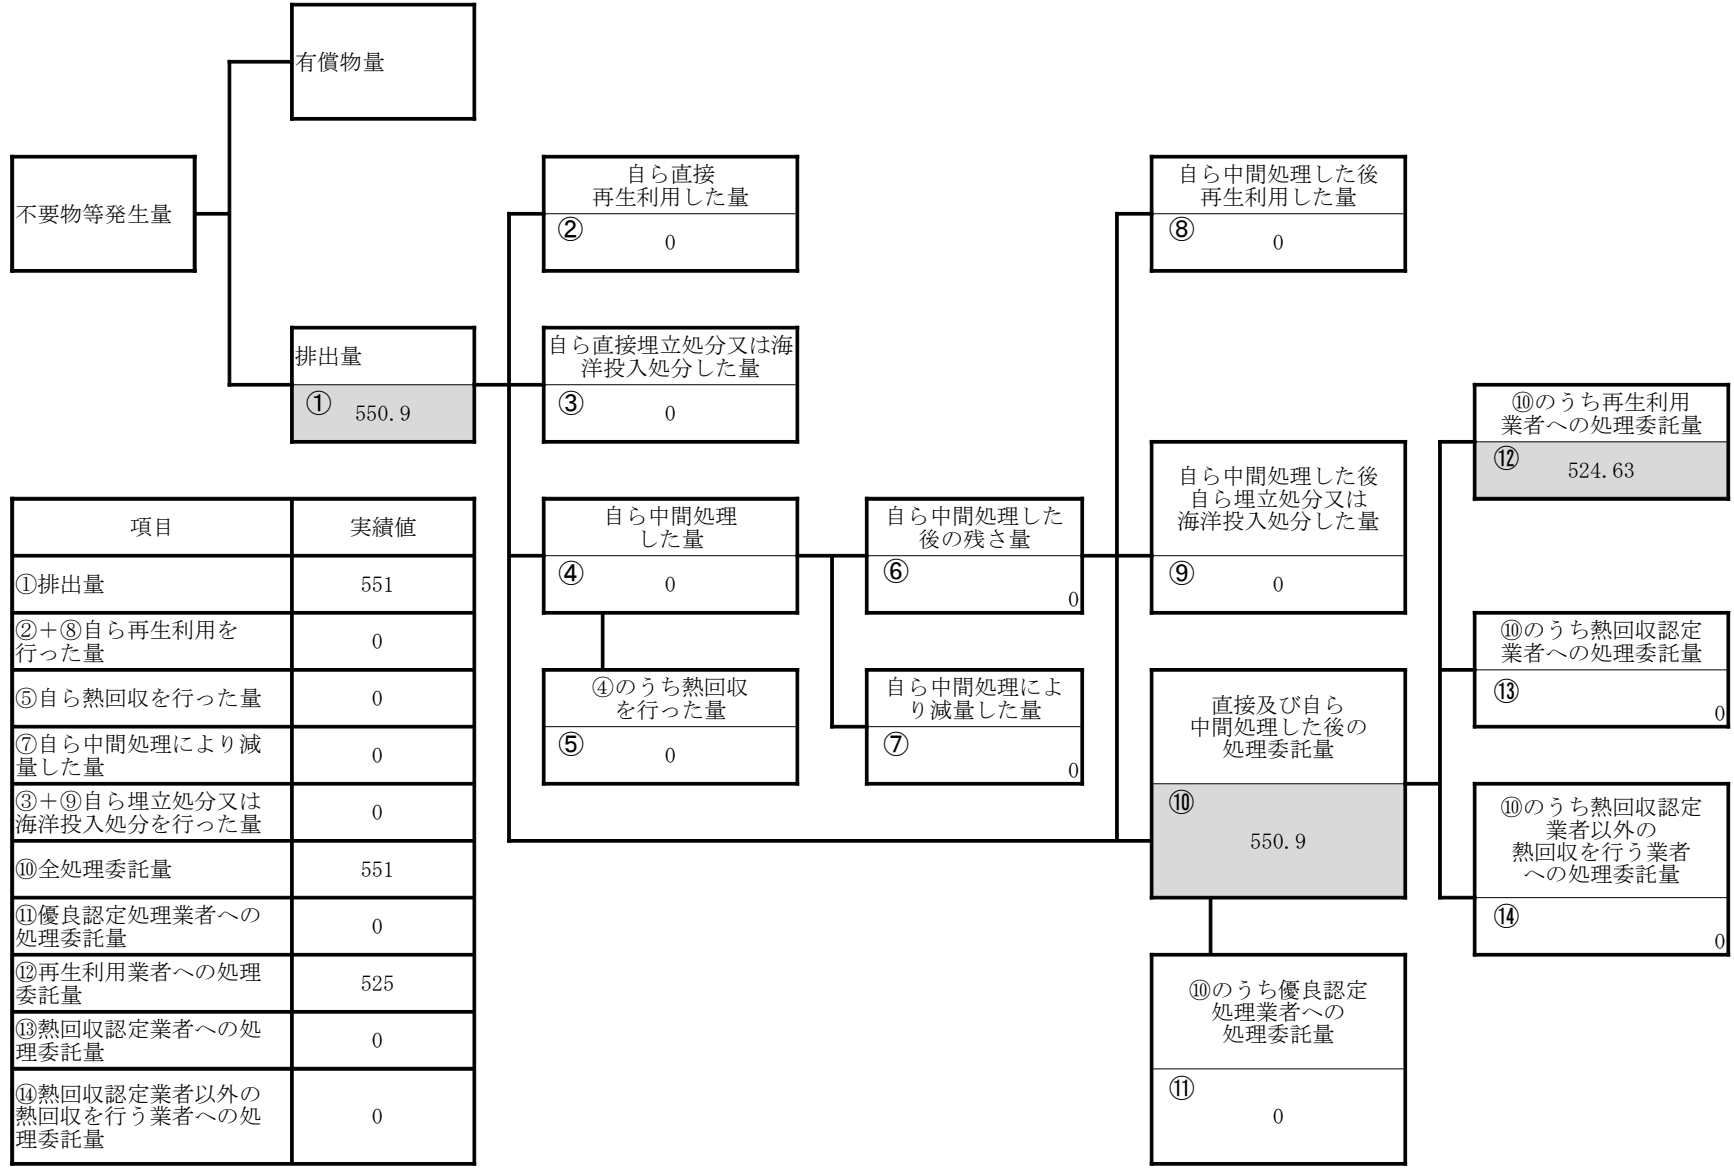 有償物量
不要物等発生量
自ら直接
再生利用した量
②
0
自ら中間処理した後
再生利用した量
⑧
0
排出量
①
550.9
自ら直接埋立処分又は海
洋投入処分した量
③
0
⑩のうち再生利用
業者への処理委託量
⑫
524.63
自ら中間処理
した量
④
0
自ら中間処理した
後の残さ量
⑥
0
自ら中間処理した後
自ら埋立処分又は
海洋投入処分した量
⑨
0
⑩のうち熱回収認定
業者への処理委託量
⑬
0
④のうち熱回収
を行った量
⑤
0
自ら中間処理によ
り減量した量
⑦
0
直接及び自ら
中間処理した後の
処理委託量
⑩
550.9
⑩のうち熱回収認定
業者以外の
熱回収を行う業者
への処理委託量
⑭
0
⑩のうち優良認定
処理業者への
処理委託量
⑪
0
項目 実績値
①排出量 551
②＋⑧自ら再生利用を
行った量 0
⑤自ら熱回収を行った量 0
⑦自ら中間処理により減
量した量 0
③＋⑨自ら埋立処分又は
海洋投入処分を行った量 0
⑩全処理委託量 551
⑪優良認定処理業者への
処理委託量 0
⑫再生利用業者への処理
委託量 525
⑬熱回収認定業者への処
理委託量 0
⑭熱回収認定業者以外の
熱回収を行う業者への処
理委託量 0